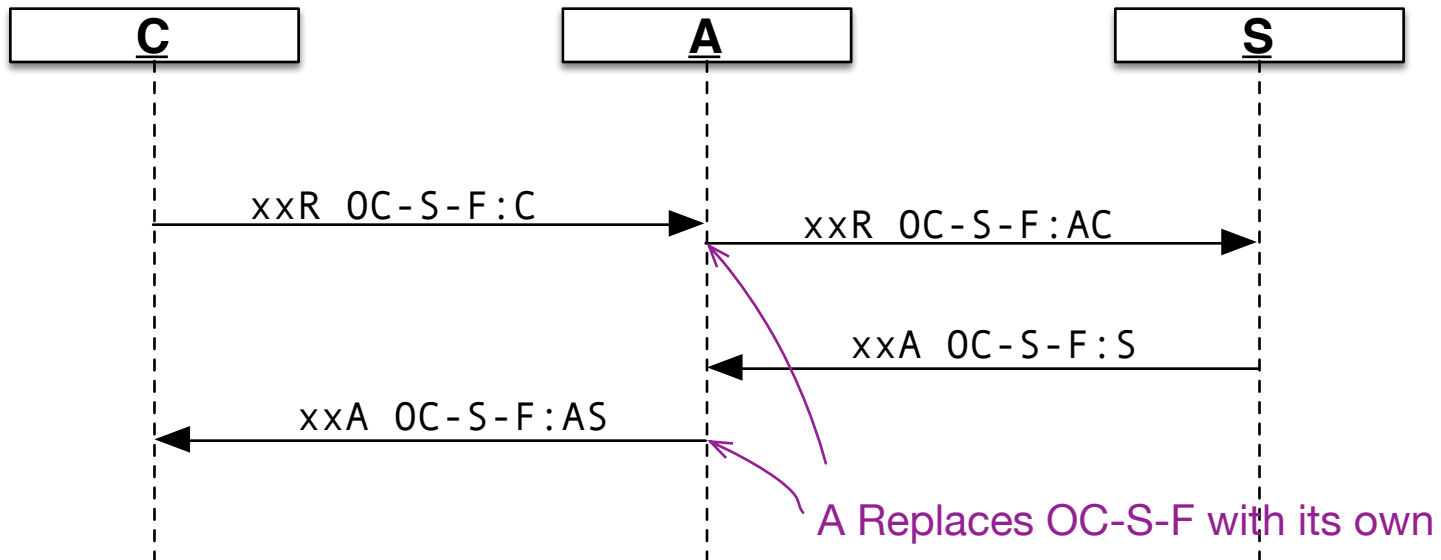 C
A
S
xxR OC-S-F:C
xxR OC-S-F:AC
xxA OC-S-F:S
xxA OC-S-F:AS
A Replaces OC-S-F with its own